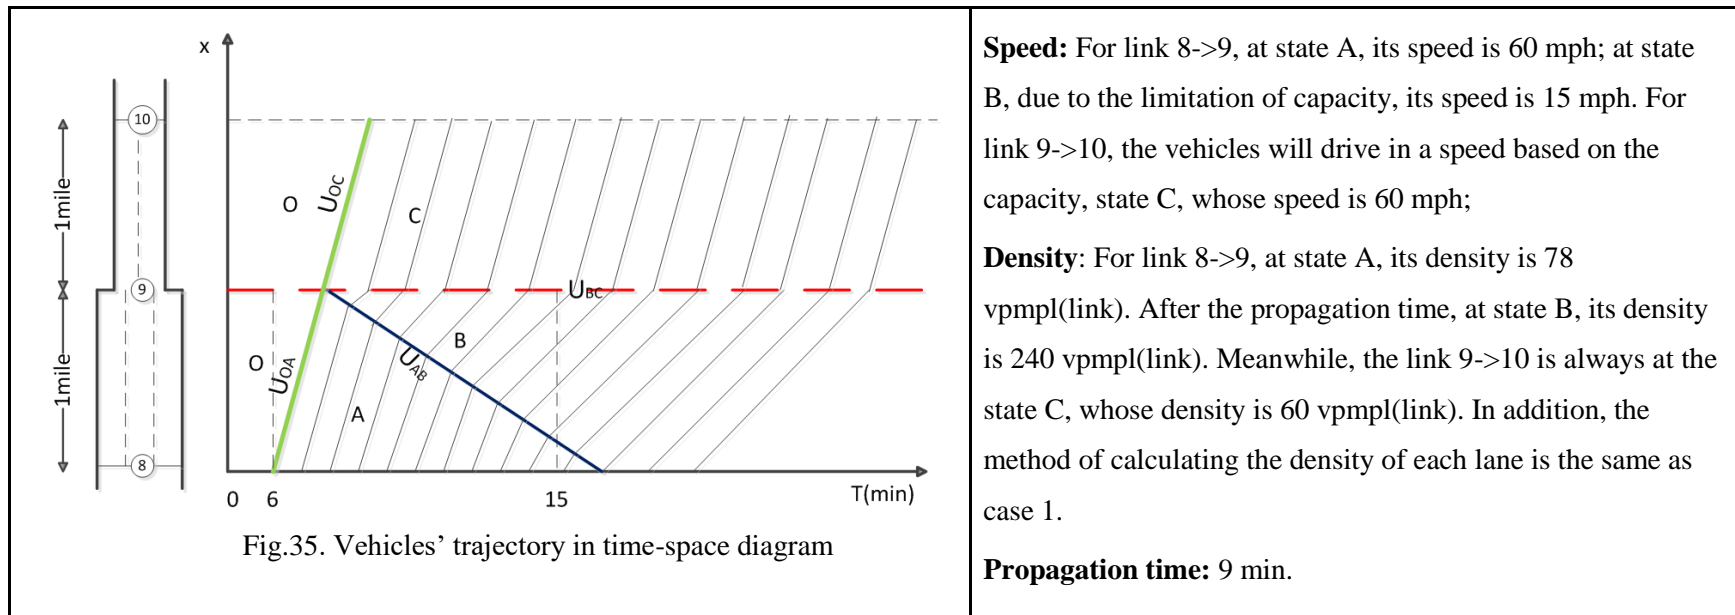 x
10
9
8
1mile
1mile
O
U_OC
C
U_BC
O
U_OA
U_AB
B
A
0 6 15 T(min)
Fig.35. Vehicles’ trajectory in time-space diagram
Speed: For link 8->9, at state A, its speed is 60 mph; at state
B, due to the limitation of capacity, its speed is 15 mph. For
link 9->10, the vehicles will drive in a speed based on the
capacity, state C, whose speed is 60 mph;
Density: For link 8->9, at state A, its density is 78
vpmpl(link). After the propagation time, at state B, its density
is 240 vpmpl(link). Meanwhile, the link 9->10 is always at the
state C, whose density is 60 vpmpl(link). In addition, the
method of calculating the density of each lane is the same as
case 1.
Propagation time: 9 min.